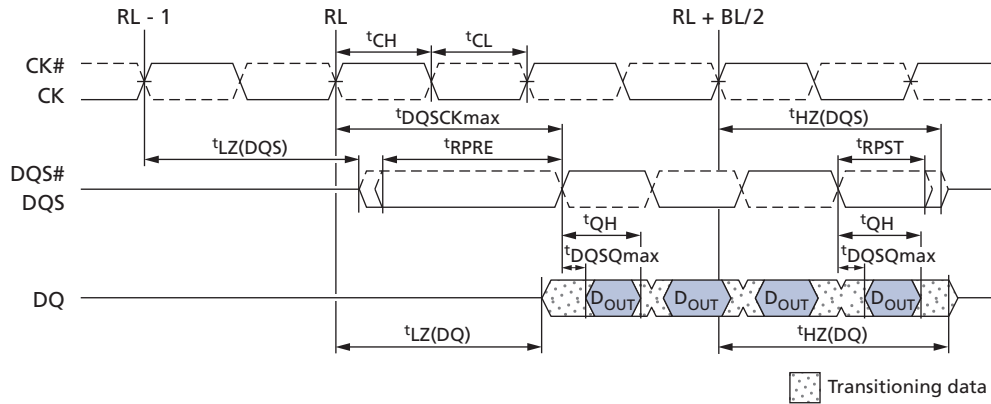 RL - 1 RL RL + BL/2
tCH tCL
CK#
CK
tDQSCKmax tHZ(DQS)
tLZ(DQS) tRPRE tRPST
DQS#
DQS
tQH tQH
tDQSQmax tDQSQmax
DQ DOUT DOUT DOUT DOUT
tLZ(DQ) tHZ(DQ)
Transitioning data